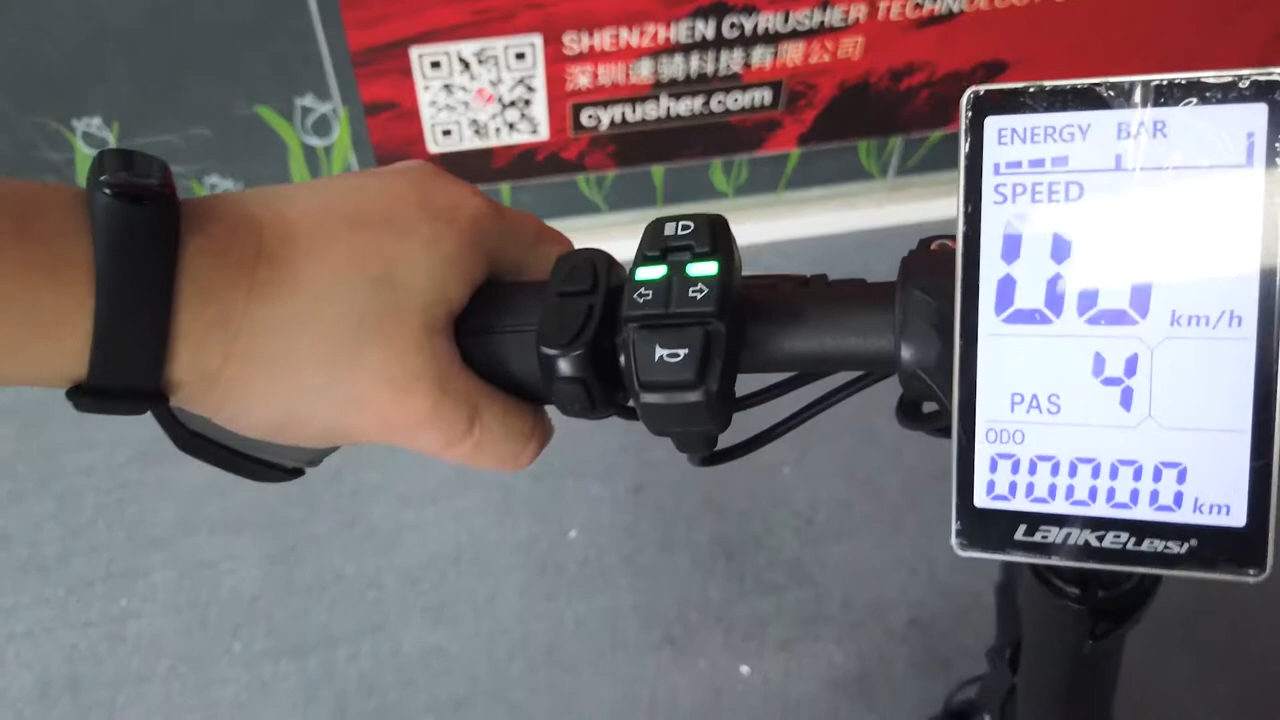 SHENZHEN CYRUSHER TECHNOLOGY
深圳速骑科技有限公司
cyrusher.com
ENERGY BAR
SPEED
km/h
PAS 4
ODO
00000 km
LANKELEISI®